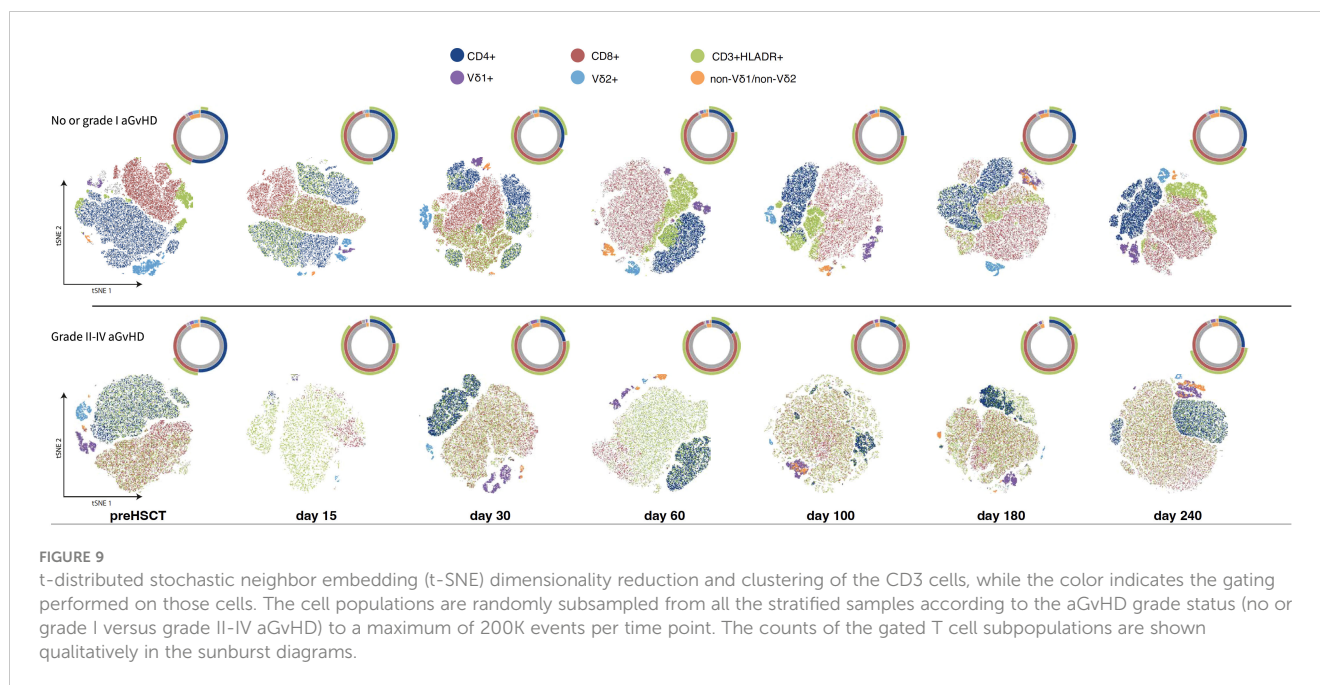 CD4+ CD8+ CD3+HLADR+
Vδ1+ Vδ2+ non-Vδ1/non-Vδ2
No or grade I aGvHD
tSNE 2
tSNE 1
Grade II-IV aGvHD
tSNE 2
tSNE 1
preHSCT day 15 day 30 day 60 day 100 day 180 day 240
FIGURE 9
t-distributed stochastic neighbor embedding (t-SNE) dimensionality reduction and clustering of the CD3 cells, while the color indicates the gating
performed on those cells. The cell populations are randomly subsampled from all the stratified samples according to the aGvHD grade status (no or
grade I versus grade II-IV aGvHD) to a maximum of 200K events per time point. The counts of the gated T cell subpopulations are shown
qualitatively in the sunburst diagrams.